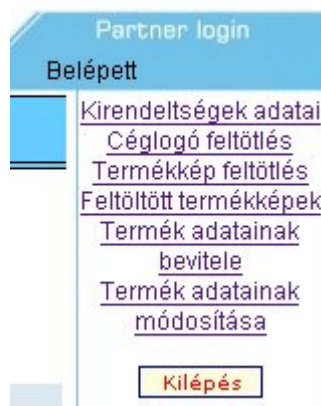 Partner login
Belépett
Kirendeltségek adatai
Céglogó feltötlés
Termékkép feltötlés
Feltöltött termékképek
Termék adatainak
bevitele
Termék adatainak
módosítása
Kilépés